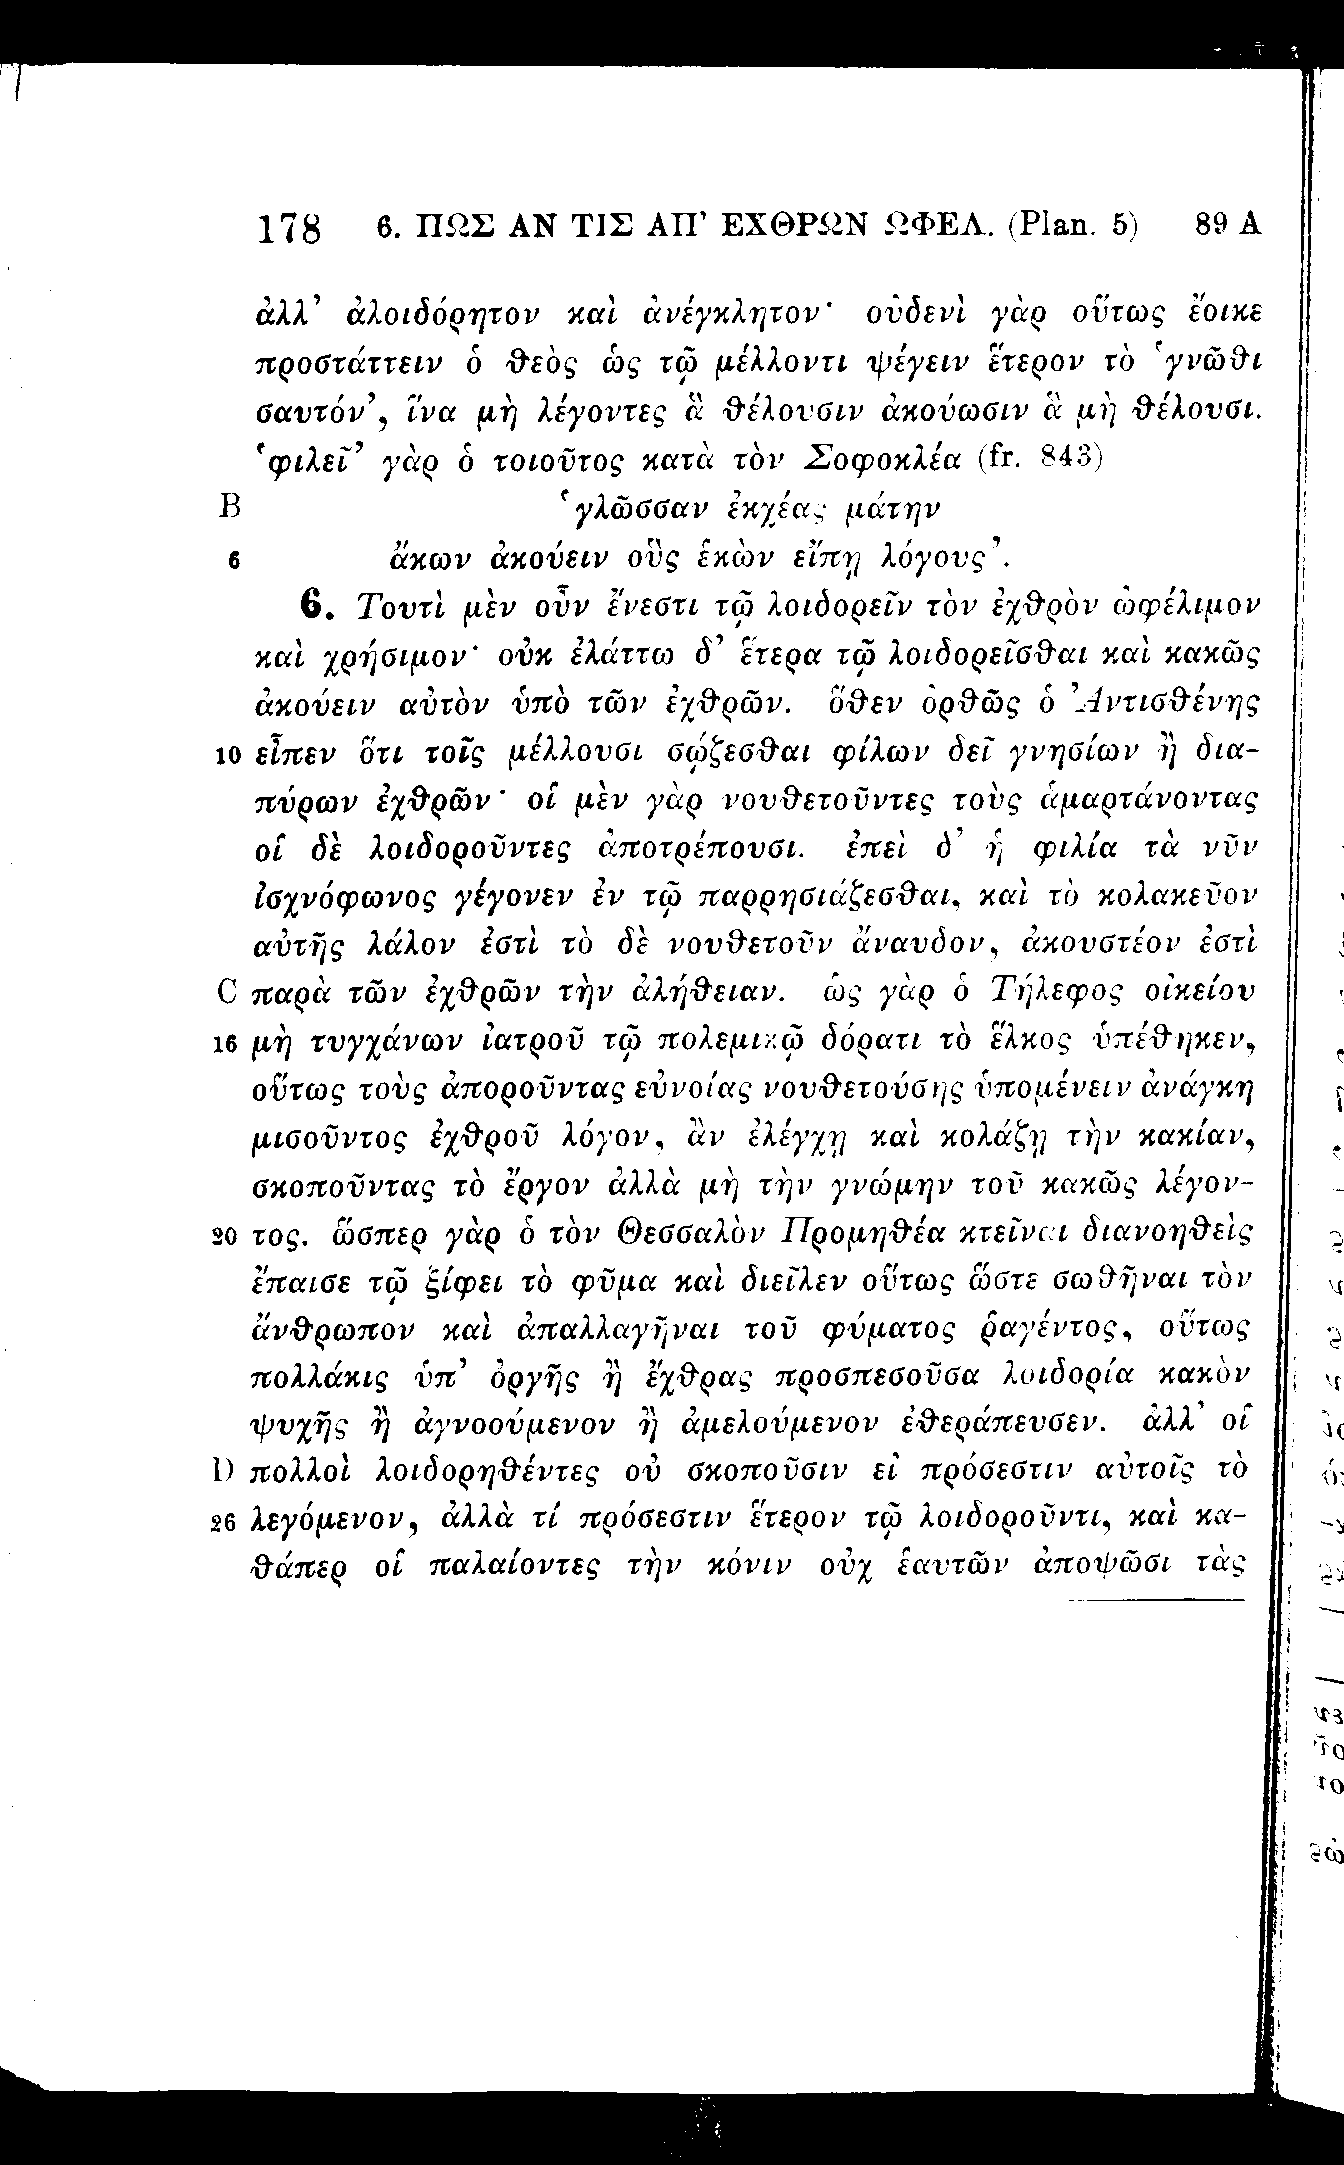 178 6. ΠΩΣ ΑΝ ΤΙΣ ΑΠ’ ΕΧΘΡΩΝ ΩΦΕΛ. (Plan. 5) 89 A
ἀλλ’ ἀλοιδόρητον καὶ ἀνέγκλητον· οὐδενὶ γὰρ οὕτως ἔοικε
προστάττειν ὁ θεὸς ὡς τῷ μέλλοντι ψέγειν ἕτερον τὸ ‘γνῶθι
σαυτόν’, ἵνα μὴ λέγοντες ἃ θέλουσιν ἀκούωσιν ἃ μὴ θέλουσι.
‘φιλεῖ’ γὰρ ὁ τοιοῦτος κατὰ τὸν Σοφοκλέα (fr. 843)
B ‘γλῶσσαν ἐκχέας μάτην
6 ἄκων ἀκούειν οὓς ἑκὼν εἴπῃ λόγους’.
6. Τουτὶ μὲν οὖν ἔνεστι τῷ λοιδορεῖν τὸν ἐχθρὸν ὠφέλιμον
καὶ χρήσιμον· οὐκ ἐλάττω δ’ ἕτερα τῷ λοιδορεῖσθαι καὶ κακῶς
ἀκούειν αὐτὸν ὑπὸ τῶν ἐχθρῶν. ὅθεν ὀρθῶς ὁ Ἀντισθένης
10 εἶπεν ὅτι τοῖς μέλλουσι σῴζεσθαι φίλων δεῖ γνησίων ἢ δια-
πύρων ἐχθρῶν· οἱ μὲν γὰρ νουθετοῦντες τοὺς ἁμαρτάνοντας
οἱ δὲ λοιδοροῦντες ἀποτρέπουσι. ἐπεὶ δ’ ἡ φιλία τὰ νῦν
ἰσχνόφωνος γέγονεν ἐν τῷ παρρησιάζεσθαι, καὶ τὸ κολακεῦον
αὐτῆς λάλον ἐστὶ τὸ δὲ νουθετοῦν ἄναυδον, ἀκουστέον ἐστὶ
C παρὰ τῶν ἐχθρῶν τὴν ἀλήθειαν. ὡς γὰρ ὁ Τήλεφος οἰκείου
16 μὴ τυγχάνων ἰατροῦ τῷ πολεμικῷ δόρατι τὸ ἕλκος ὑπέθηκεν,
οὕτως τοὺς ἀποροῦντας εὐνοίας νουθετούσης ὑπομένειν ἀνάγκη
μισοῦντος ἐχθροῦ λόγον, ἂν ἐλέγχῃ καὶ κολάζῃ τὴν κακίαν,
σκοποῦντας τὸ ἔργον ἀλλὰ μὴ τὴν γνώμην τοῦ κακῶς λέγον-
20 τος. ὥσπερ γὰρ ὁ τὸν Θεσσαλὸν Προμηθέα κτεῖναι διανοηθεὶς
ἔπαισε τῷ ξίφει τὸ φῦμα καὶ διεῖλεν οὕτως ὥστε σωθῆναι τὸν
ἄνθρωπον καὶ ἀπαλλαγῆναι τοῦ φύματος ῥαγέντος, οὕτως
πολλάκις ὑπ’ ὀργῆς ἢ ἔχθρας προσπεσοῦσα λοιδορία κακὸν
ψυχῆς ἢ ἀγνοούμενον ἢ ἀμελούμενον ἐθεράπευσεν. ἀλλ’ οἱ
D πολλοὶ λοιδορηθέντες οὐ σκοποῦσιν εἰ πρόσεστιν αὐτοῖς τὸ
26 λεγόμενον, ἀλλὰ τί πρόσεστιν ἕτερον τῷ λοιδοροῦντι, καὶ κα-
θάπερ οἱ παλαίοντες τὴν κόνιν οὐχ ἑαυτῶν ἀποψῶσι τὰς